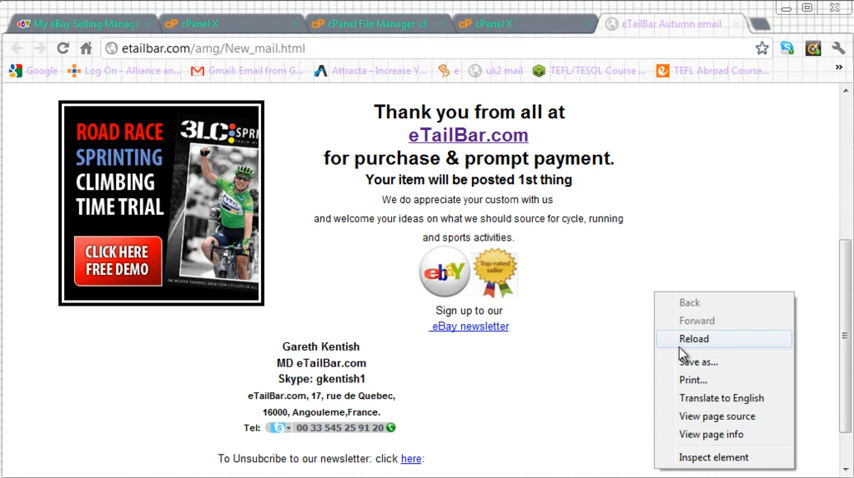 My eBay Selling Manage
cPanel X
cPanel File Manager v3
cPanel X
eTailBar Autumn email
etailbar.com/amg/New_mail.html
Google
Log On - Alliance an...
Gmail: Email from G...
Attracta – Increase Y...
e
uk2 mail
TEFL/TESOL Course ...
TEFL Abroad Course...
»
ROAD RACE
SPRINTING
CLIMBING
TIME TRIAL
3LC SPRI
CLICK HERE
FREE DEMO
Thank you from all at
eTailBar.com
for purchase & prompt payment.
Your item will be posted 1st thing
We do appreciate your custom with us
and welcome your ideas on what we should source for cycle, running
and sports activities.
ebay
Top-rated
seller
Sign up to our
eBay newsletter
Gareth Kentish
MD eTailBar.com
Skype: gkentish1
eTailBar.com, 17, rue de Quebec,
16000, Angouleme,France.
Tel: 00 33 545 25 91 20
To Unsubcribe to our newsletter: click here:
Back
Forward
Reload
Save as...
Print...
Translate to English
View page source
View page info
Inspect element